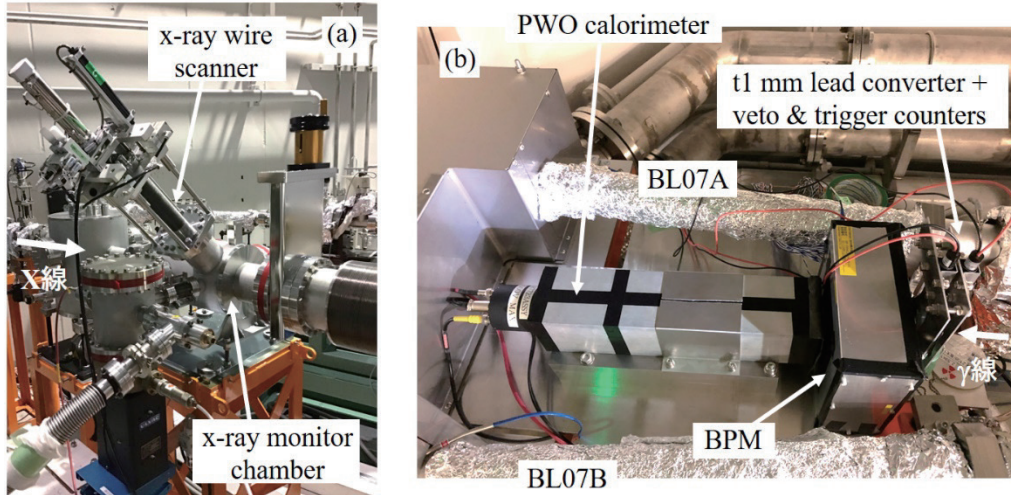 x-ray wire
scanner
(a)
X線
x-ray monitor
chamber
PWO calorimeter
(b)
t1 mm lead converter +
veto & trigger counters
BL07A
γ線
BPM
BL07B